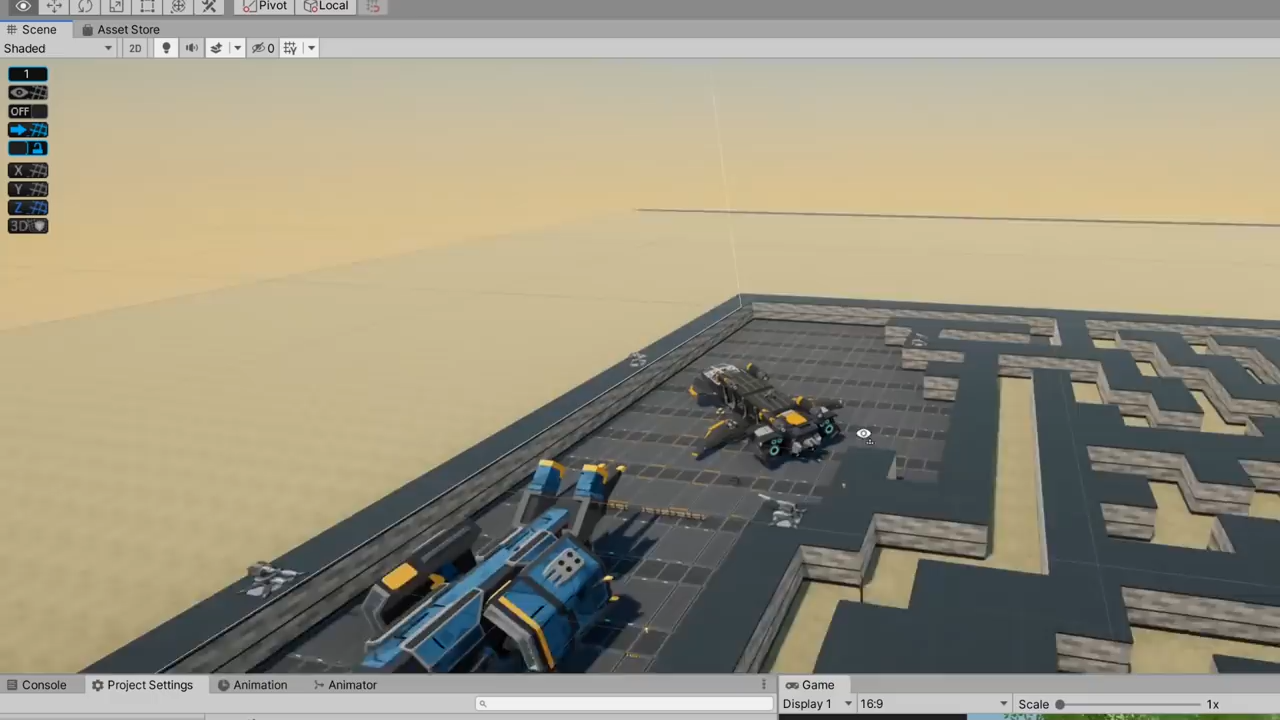 Pivot Local
Scene Asset Store
Shaded 2D 0
1
OFF
X
Y
Z
3D
Console Project Settings Animation Animator
Game
Display 1 16:9 Scale 1x